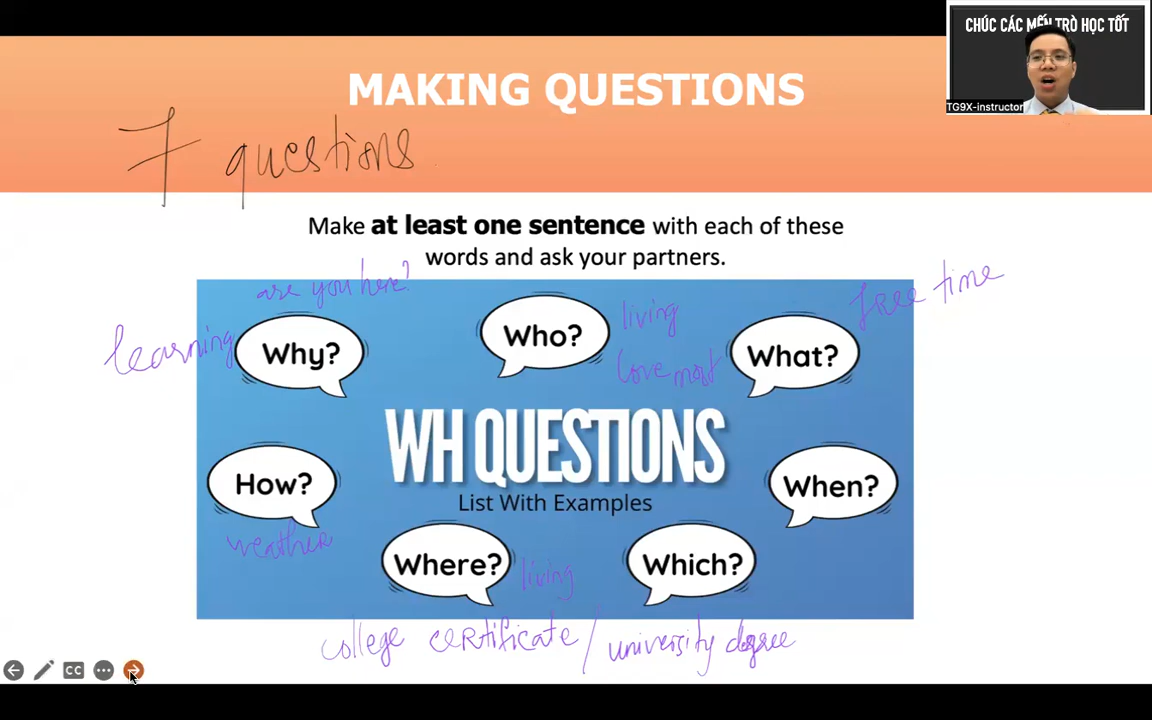 CHÚC CÁC MẾN TRÒ HỌC TỐT
TG9X-instructor
MAKING QUESTIONS
7 questions
Make at least one sentence with each of these
words and ask your partners.
are you here?
free time
learning
Why?
Who?
living
love most
What?
WH QUESTIONS
List With Examples
How?
When?
weather
Where?
living
Which?
college certificate / university degree
CC